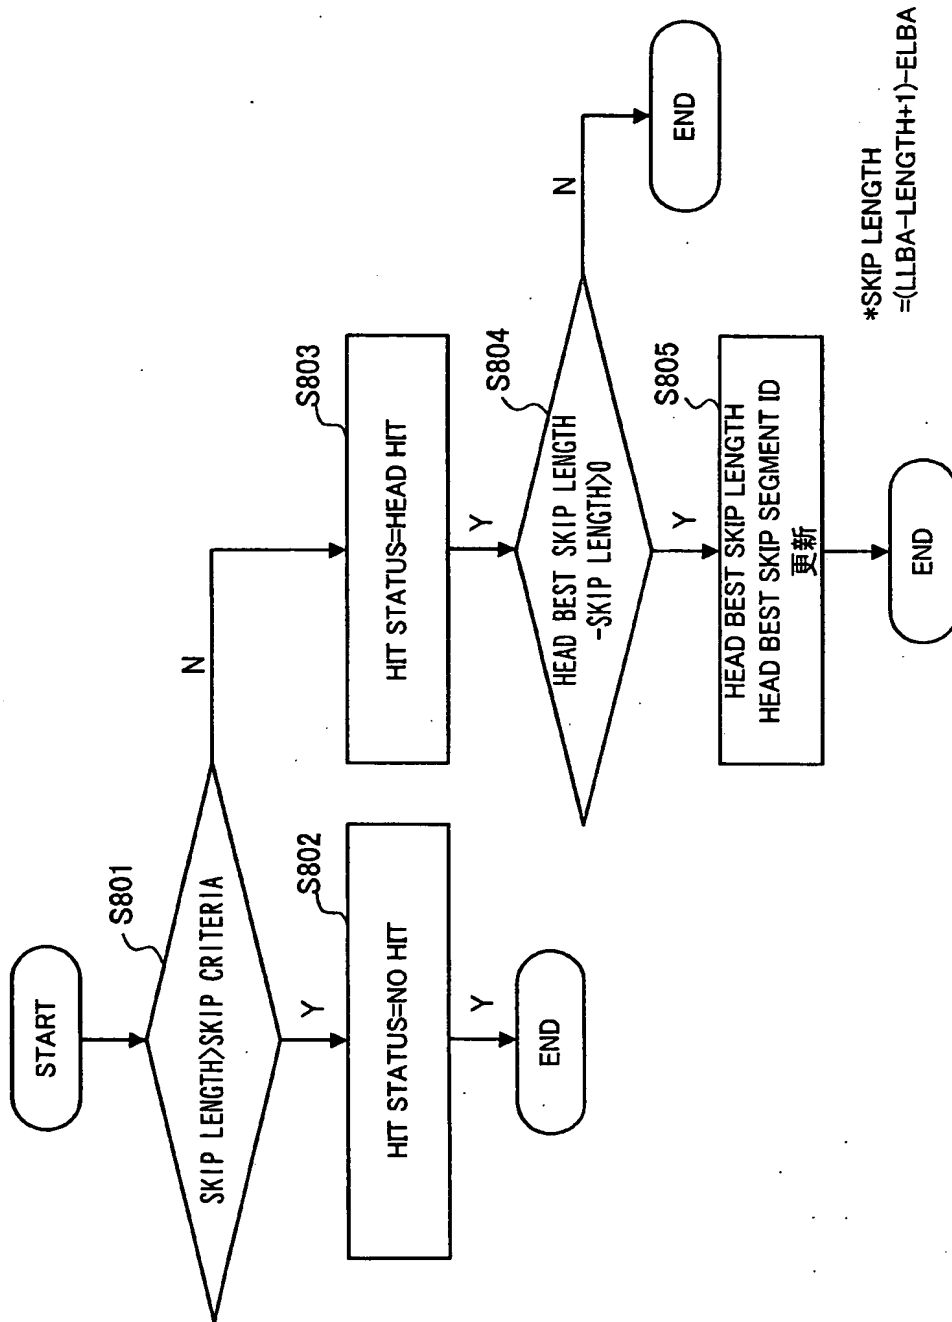 START
S801
SKIP LENGTH>SKIP CRITERIA
N
Y
S802
HIT STATUS=NO HIT
Y
END
S803
HIT STATUS=HEAD HIT
Y
S804
HEAD BEST SKIP LENGTH
-SKIP LENGTH>0
N
END
Y
S805
HEAD BEST SKIP LENGTH
HEAD BEST SKIP SEGMENT ID
更新
END
*SKIP LENGTH
=(LLBA-LENGTH+1)-ELBA